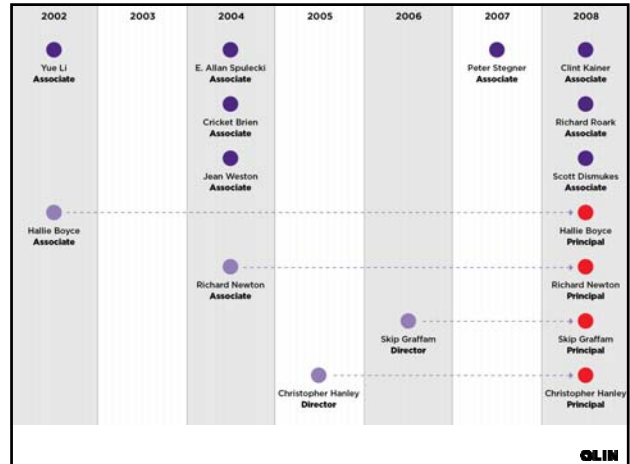 2002 2003 2004 2005 2006 2007 2008
Yue Li E. Allan Spulecki Peter Stegner Clint Kainer
Associate Associate Associate Associate
Cricket Brien Richard Roark
Associate Associate
Jean Weston Scott Dismukes
Associate Associate
Hallie Boyce Hallie Boyce
Associate Principal
Richard Newton Richard Newton
Associate Principal
Skip Graffam Skip Graffam
Director Principal
Christopher Hanley Christopher Hanley
Director Principal
OLIN